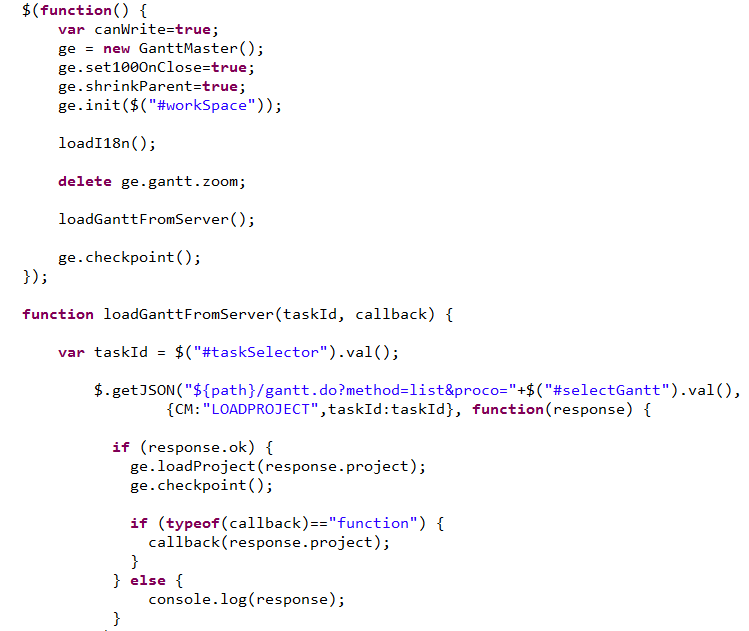 $(function() {
    var canWrite=true;
    ge = new GanttMaster();
    ge.set100OnClose=true;
    ge.shrinkParent=true;
    ge.init($("#workSpace"));

    loadI18n();

    delete ge.gantt.zoom;

    loadGanttFromServer();

    ge.checkpoint();
});

function loadGanttFromServer(taskId, callback) {

    var taskId = $("#taskSelector").val();

        $.getJSON("${path}/gantt.do?method=list&proco="+$("#selectGantt").val(),
                {CM:"LOADPROJECT",taskId:taskId}, function(response) {

          if (response.ok) {
            ge.loadProject(response.project);
            ge.checkpoint();

            if (typeof(callback)=="function") {
              callback(response.project);
            }
          } else {
              console.log(response);
          }